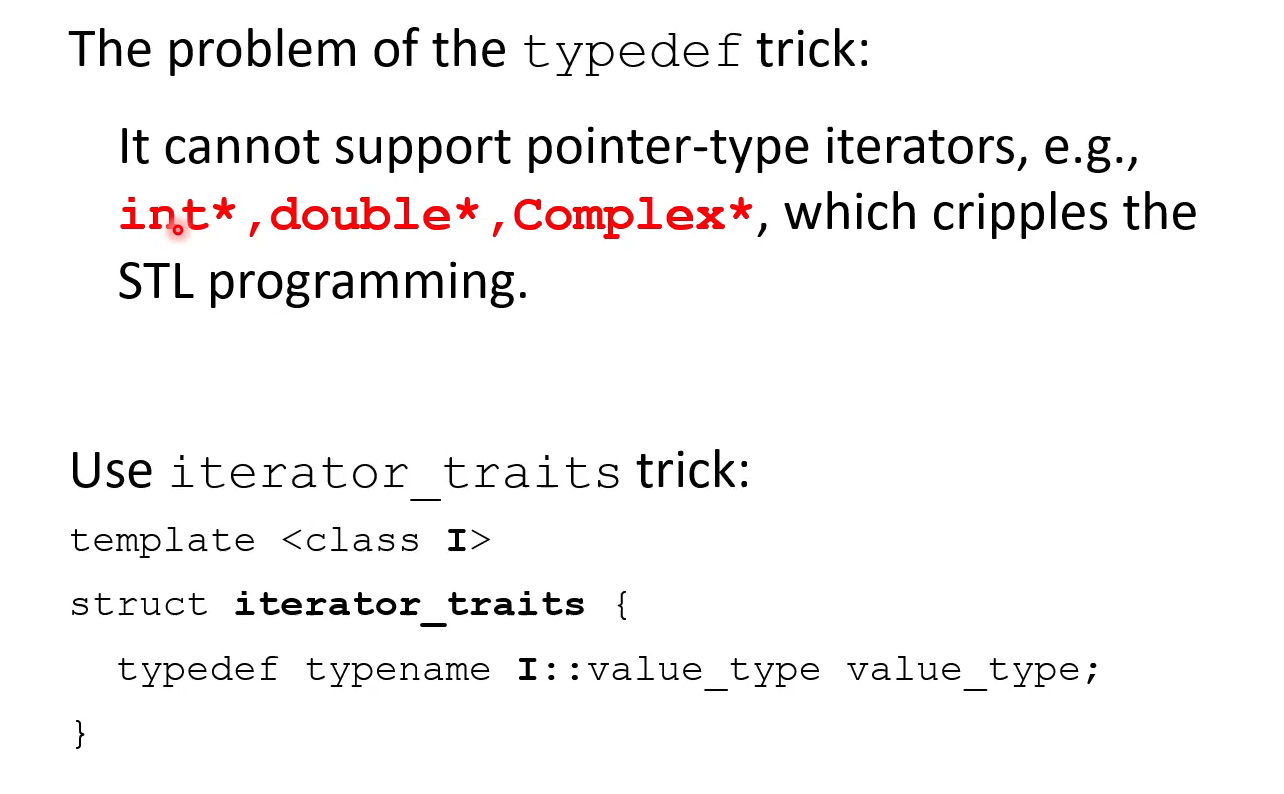 The problem of the typedef trick:
It cannot support pointer-type iterators, e.g.,
int*,double*,Complex*, which cripples the
STL programming.
Use iterator_traits trick:
template <class I>
struct iterator_traits {
typedef typename I::value_type value_type;
}